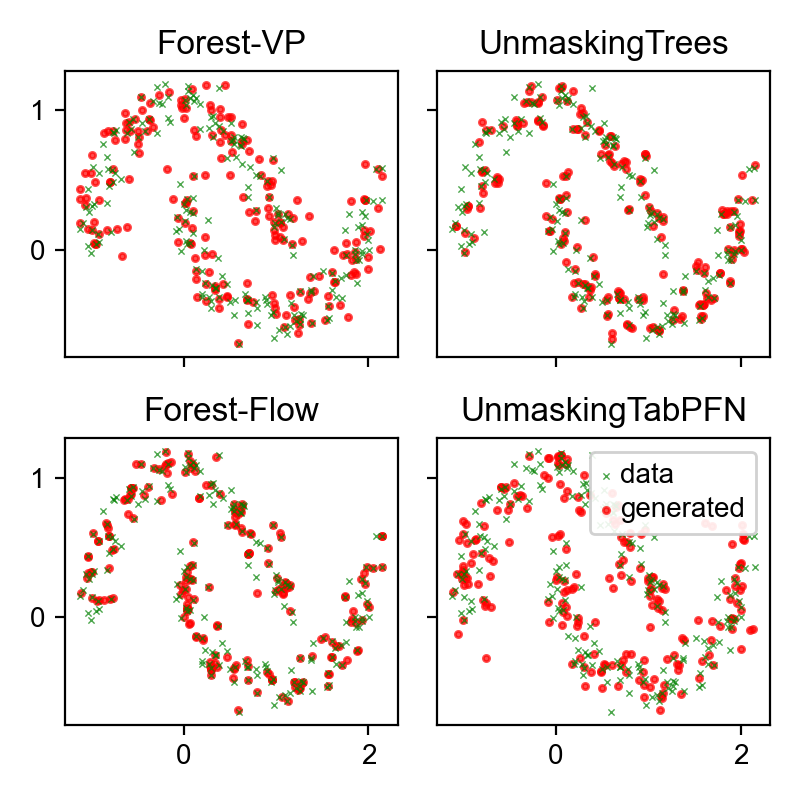 Forest-VP
UnmaskingTrees
1
0
Forest-Flow
UnmaskingTabPFN
1
0
data
generated
0
2
0
2